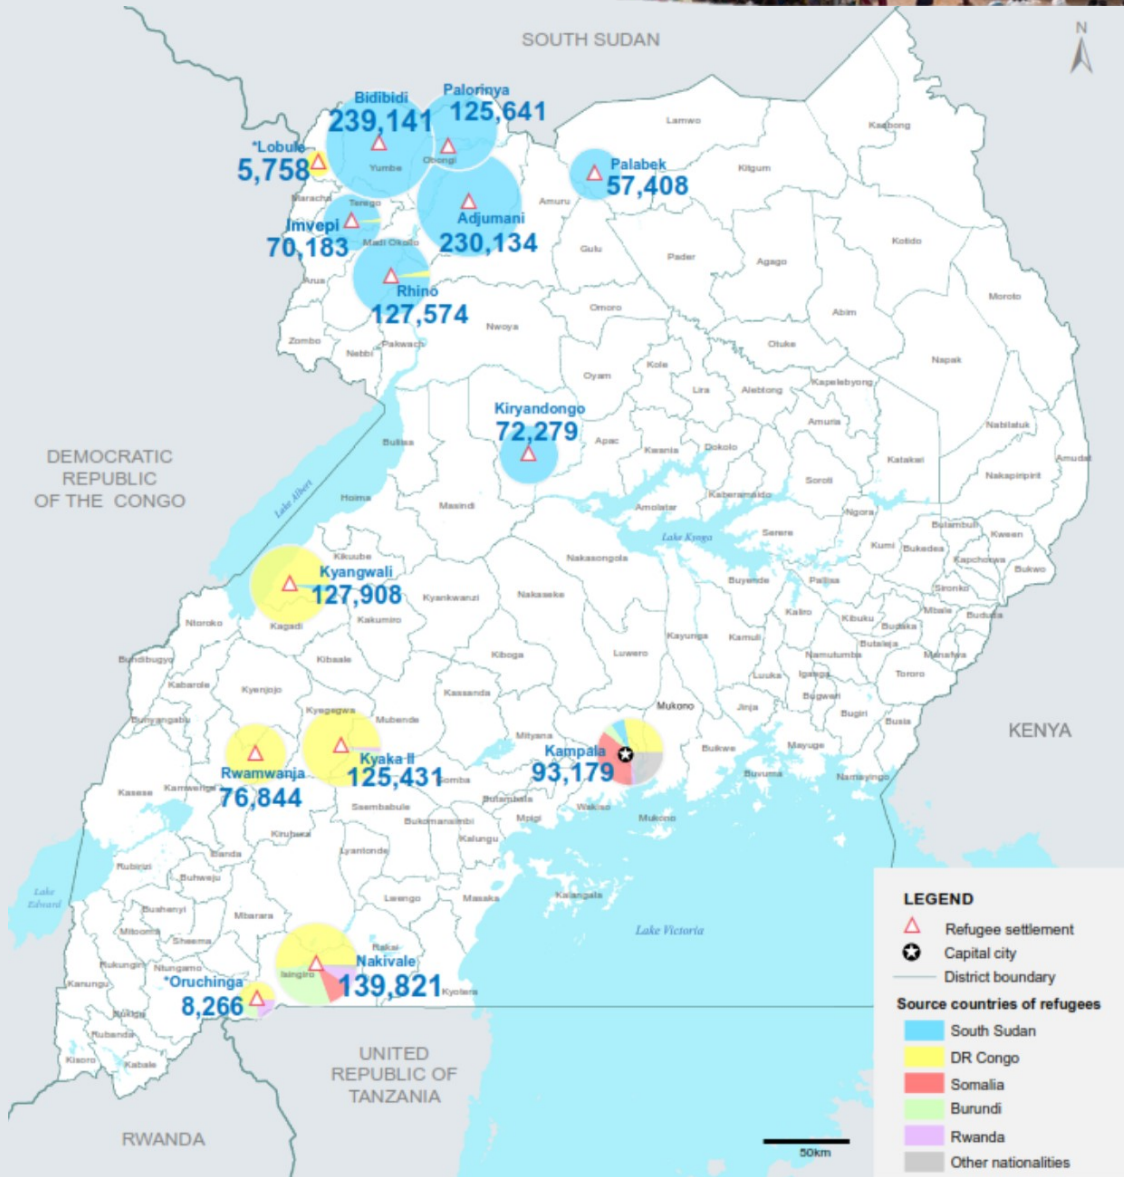 N
SOUTH SUDAN
Bidibidi
239,141
Palorinya
125,641
*Lobule
5,758
Yumbe
Obongi
Lamwo
Kaabong
Palabek
57,408
Kitgum
Maracha
Terego
Imvepi
70,183
Adjumani
230,134
Amuru
Madi Okollo
Gulu
Pader
Agago
Kotido
Arua
Rhino
127,574
Omoro
Abim
Moroto
Zombo
Nebbi
Pakwach
Nwoya
Otuke
Napak
Oyam
Kole
Lira
Alebtong
Kapelebyong
Kiryandongo
72,279
Apac
Kwania
Dokolo
Amuria
Katakwi
Nabilatuk
Amudat
Nakapiripirit
DEMOCRATIC
REPUBLIC
OF THE CONGO
Buliisa
Lake Albert
Hoima
Masindi
Amolatar
Kaberamaido
Soroti
Ngora
Lake Kyoga
Serere
Kumi
Bukedea
Bulambuli
Kween
Kapchorwa
Bukwo
Kikuube
Kyangwali
127,908
Nakasongola
Nakaseke
Kyankwanzi
Buyende
Pallisa
Sironko
Mbale
Bududa
Ntoroko
Kagadi
Kakumiro
Kayunga
Kamuli
Kaliro
Kibuku
Budaka
Butaleja
Manafwa
Namutumba
Bundibugyo
Kibaale
Kiboga
Luwero
Luuka
Iganga
Tororo
Kabarole
Kyenjojo
Kassanda
Bugweri
Bunyangabu
Kyegegwa
Mubende
Mukono
Jinja
Bugiri
Busia
KENYA
Mityana
Kampala
93,179
Buikwe
Mayuge
Buvuma
Namayingo
Rwamwanja
76,844
Kyaka II
125,431
Gomba
Kasese
Kamwenge
Ssembabule
Butambala
Bukomansimbi
Mpigi
Wakiso
Mukono
Kiruhura
Kalungu
Lyantonde
Rubirizi
Ibanda
Buhweju
Lwengo
Masaka
Kalangala
Lake
Edward
Bushenyi
Mbarara
Mitooma
Sheema
Lake Victoria
Rukungiri
Ntungamo
Kanungu
Rakai
Isingiro
Nakivale
139,821
Kyotera
*Oruchinga
8,266
Rukiga
Rubanda
Kisoro
Kabale
UNITED
REPUBLIC OF
TANZANIA
RWANDA
50km
LEGEND
Refugee settlement
Capital city
District boundary
Source countries of refugees
South Sudan
DR Congo
Somalia
Burundi
Rwanda
Other nationalities